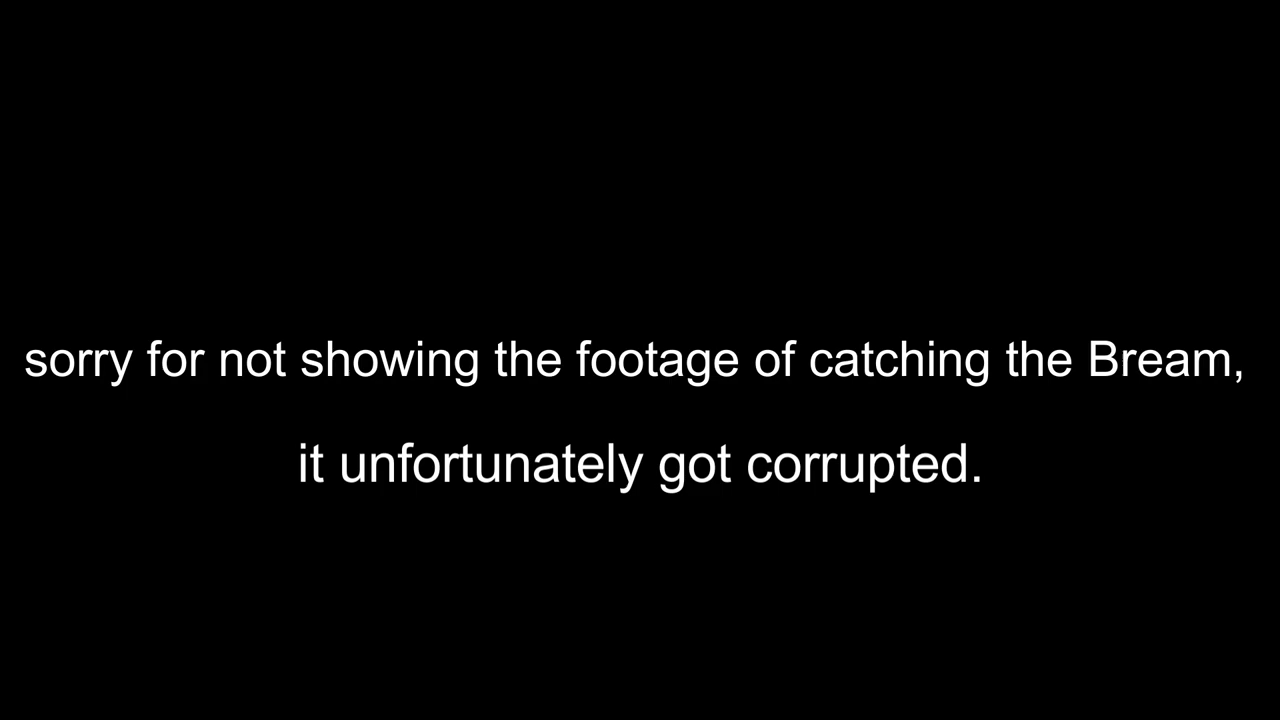 sorry for not showing the footage of catching the Bream,
it unfortunately got corrupted.